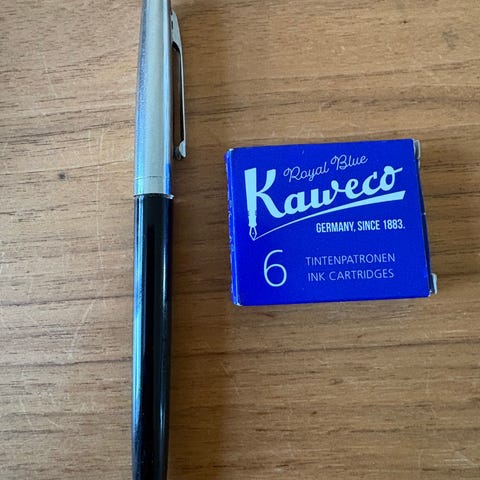 Royal Blue
Kaweco
GERMANY, SINCE 1883.
6
TINTENPATRONEN
INK CARTRIDGES